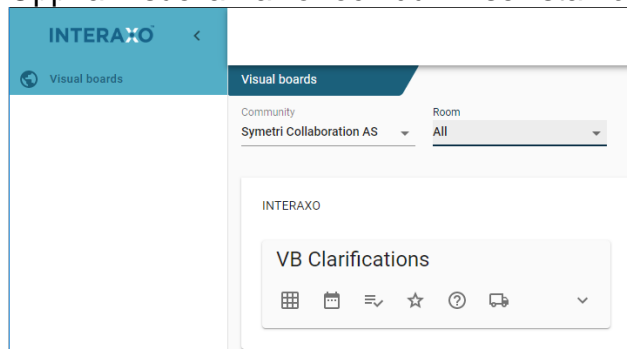 INTERAXO
Visual boards
Visual boards
Community
Room
Symetri Collaboration AS
All
INTERAXO
VB Clarifications